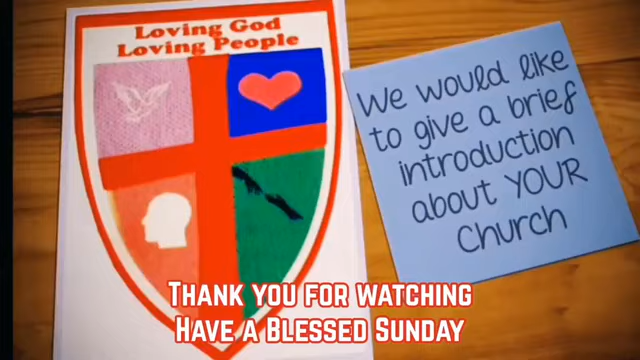 Loving God
Loving People
We would like
to give a brief
introduction
about YOUR
Church
THANK YOU FOR WATCHING
HAVE A BLESSED SUNDAY